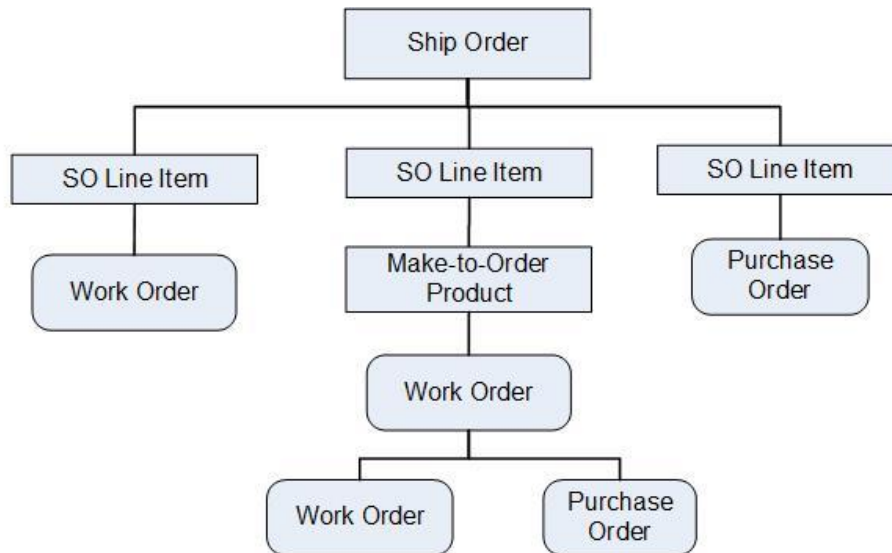 Ship Order
SO Line Item
SO Line Item
SO Line Item
Work Order
Make-to-Order
Product
Purchase
Order
Work Order
Work Order
Purchase
Order